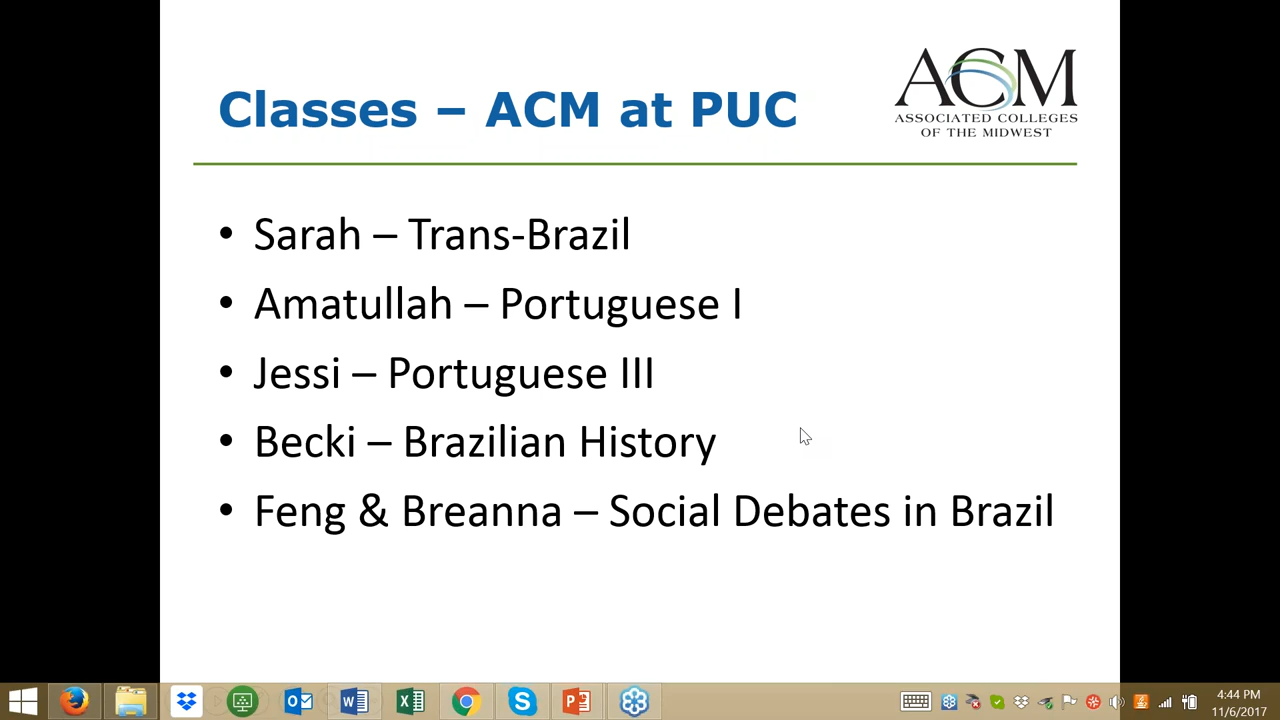 Classes – ACM at PUC
ACM
ASSOCIATED COLLEGES
OF THE MIDWEST
• Sarah – Trans-Brazil
• Amatullah – Portuguese I
• Jessi – Portuguese III
• Becki – Brazilian History
• Feng & Breanna – Social Debates in Brazil
4:44 PM
11/6/2017